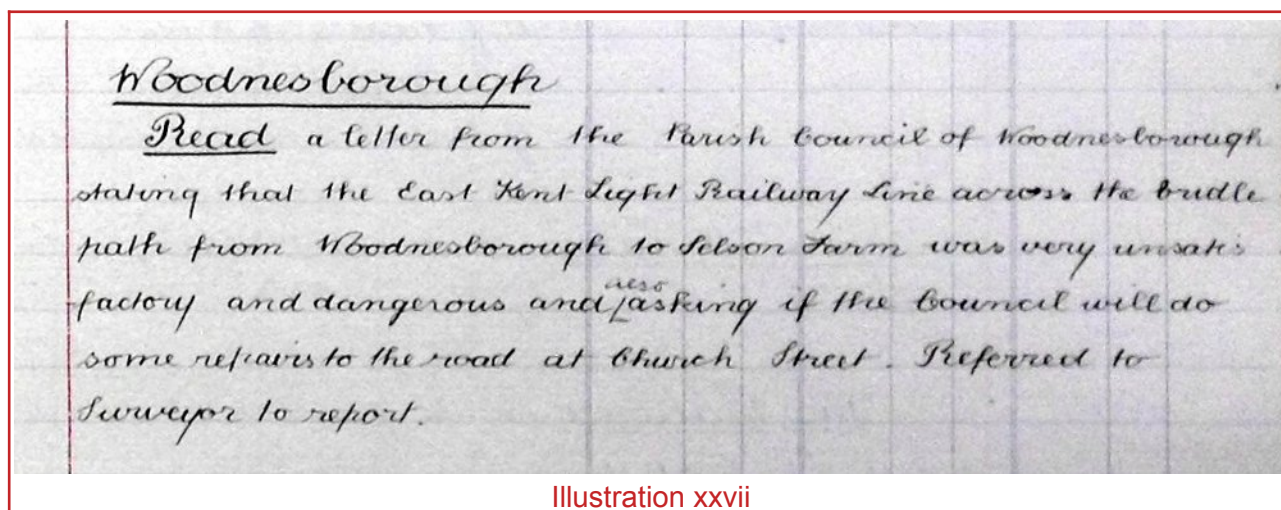 Woodnesborough
Read a letter from the Parish Council of Woodnesborough
stating that the East Kent Light Railway Line across the bridle
path from Woodnesborough to Selson Farm was very unsatis
factory and dangerous and also asking if the Council will do
some repairs to the road at Church Street. Referred to
Surveyor to report.
Illustration xxvii